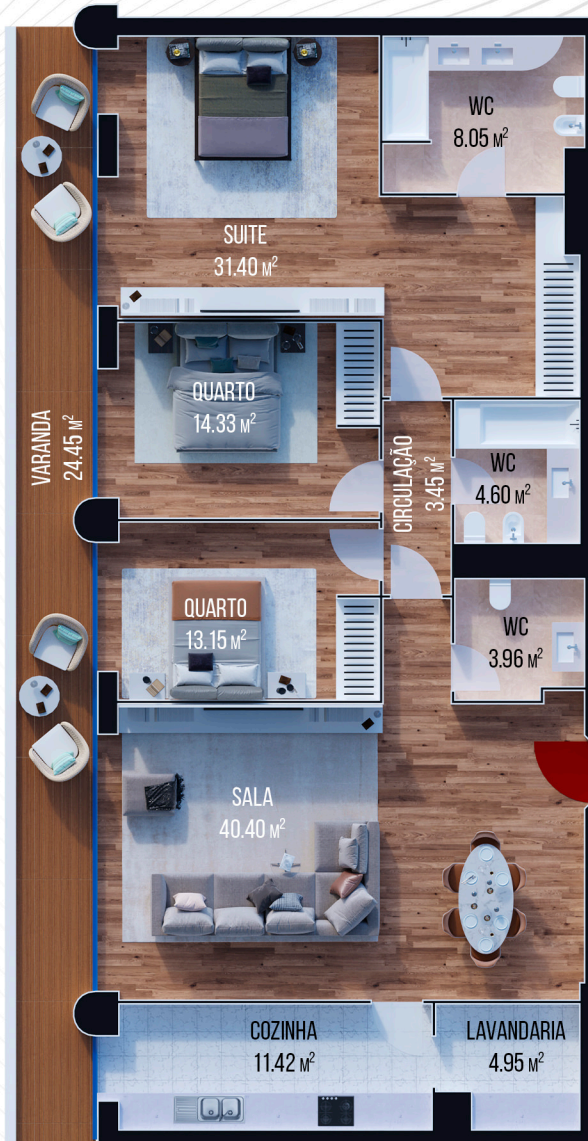 WC
8.05 M²
SUITE
31.40 M²
QUARTO
14.33 M²
VARANDA
24.45 M²
CIRCULAÇÃO
3.45 M²
WC
4.60 M²
QUARTO
13.15 M²
WC
3.96 M²
SALA
40.40 M²
COZINHA
11.42 M²
LAVANDARIA
4.95 M²